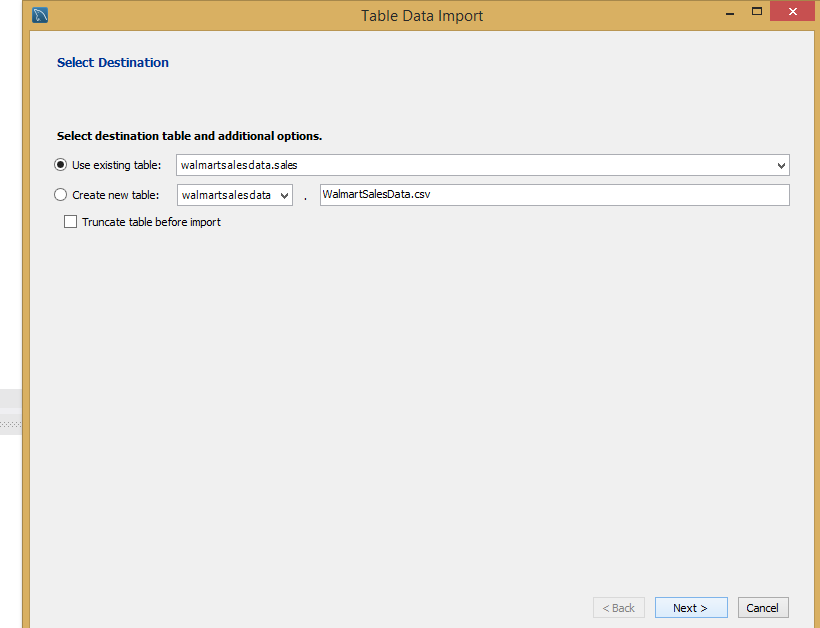 Table Data Import
Select Destination
Select destination table and additional options.
Use existing table: walmartsalesdata.sales
Create new table: walmartsalesdata . WalmartSalesData.csv
Truncate table before import
< Back Next > Cancel